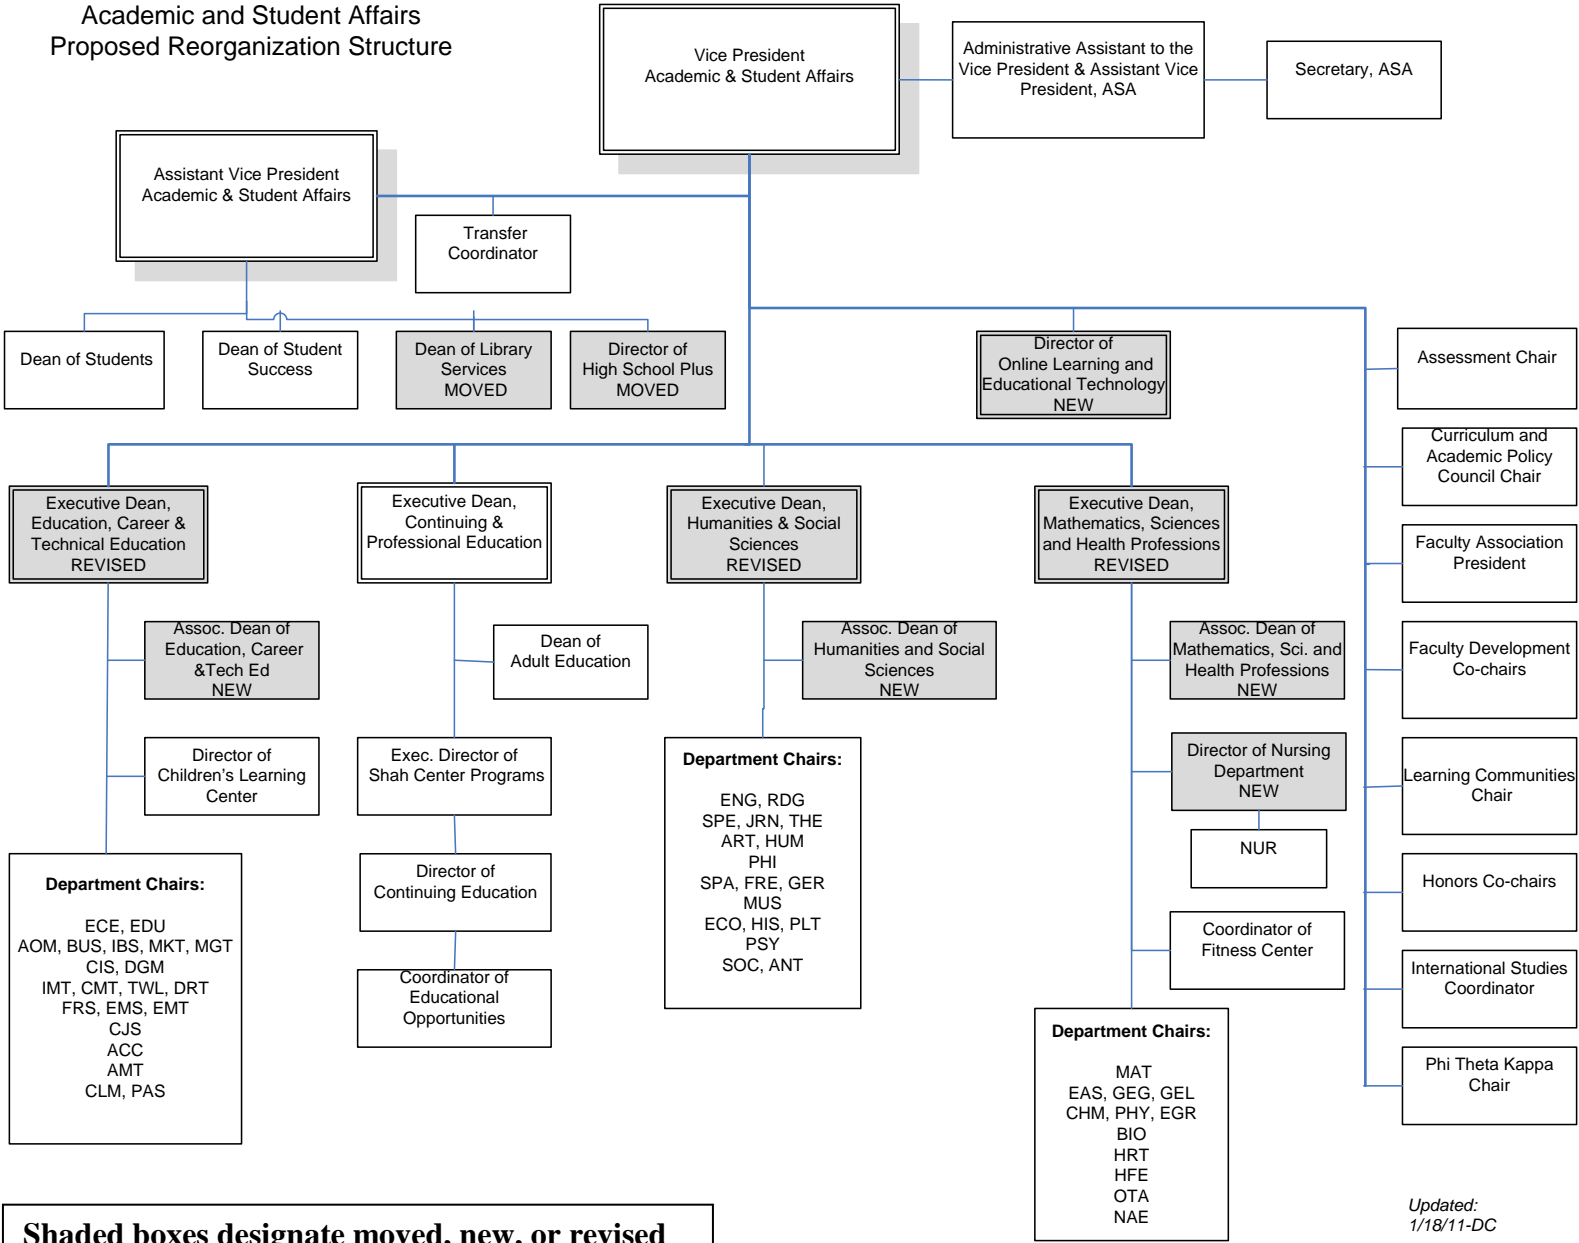 Academic and Student Affairs
Proposed Reorganization Structure
Vice President
Academic & Student Affairs
Administrative Assistant to the
Vice President & Assistant Vice
President, ASA
Secretary, ASA
Assistant Vice President
Academic & Student Affairs
Transfer
Coordinator
Dean of Students
Dean of Student
Success
Dean of Library
Services
MOVED
Director of
High School Plus
MOVED
Director of
Online Learning and
Educational Technology
NEW
Assessment Chair
Curriculum and
Academic Policy
Council Chair
Faculty Association
President
Faculty Development
Co-chairs
Learning Communities
Chair
Honors Co-chairs
International Studies
Coordinator
Phi Theta Kappa
Chair
Executive Dean,
Education, Career &
Technical Education
REVISED
Assoc. Dean of
Education, Career
&Tech Ed
NEW
Director of
Children's Learning
Center
Department Chairs:
ECE, EDU
AOM, BUS, IBS, MKT, MGT
CIS, DGM
IMT, CMT, TWL, DRT
FRS, EMS, EMT
CJS
ACC
AMT
CLM, PAS
Executive Dean,
Continuing &
Professional Education
Dean of
Adult Education
Exec. Director of
Shah Center Programs
Director of
Continuing Education
Coordinator of
Educational
Opportunities
Executive Dean,
Humanities & Social
Sciences
REVISED
Assoc. Dean of
Humanities and Social
Sciences
NEW
Department Chairs:
ENG, RDG
SPE, JRN, THE
ART, HUM
PHI
SPA, FRE, GER
MUS
ECO, HIS, PLT
PSY
SOC, ANT
Executive Dean,
Mathematics, Sciences
and Health Professions
REVISED
Assoc. Dean of
Mathematics, Sci. and
Health Professions
NEW
Director of Nursing
Department
NEW
NUR
Coordinator of
Fitness Center
Department Chairs:
MAT
EAS, GEG, GEL
CHM, PHY, EGR
BIO
HRT
HFE
OTA
NAE
Shaded boxes designate moved, new, or revised
Updated:
1/18/11-DC